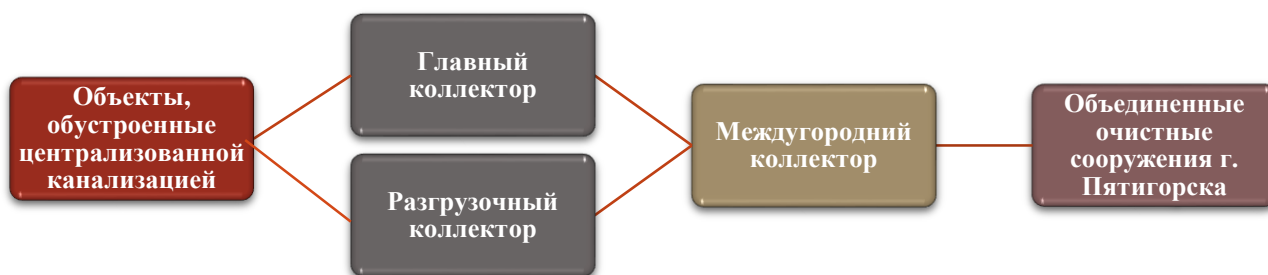 Объекты,
обустроенные
централизованной
канализацией
Главный
коллектор
Разгрузочный
коллектор
Междугородний
коллектор
Объединенные
очистные
сооружения г.
Пятигорска